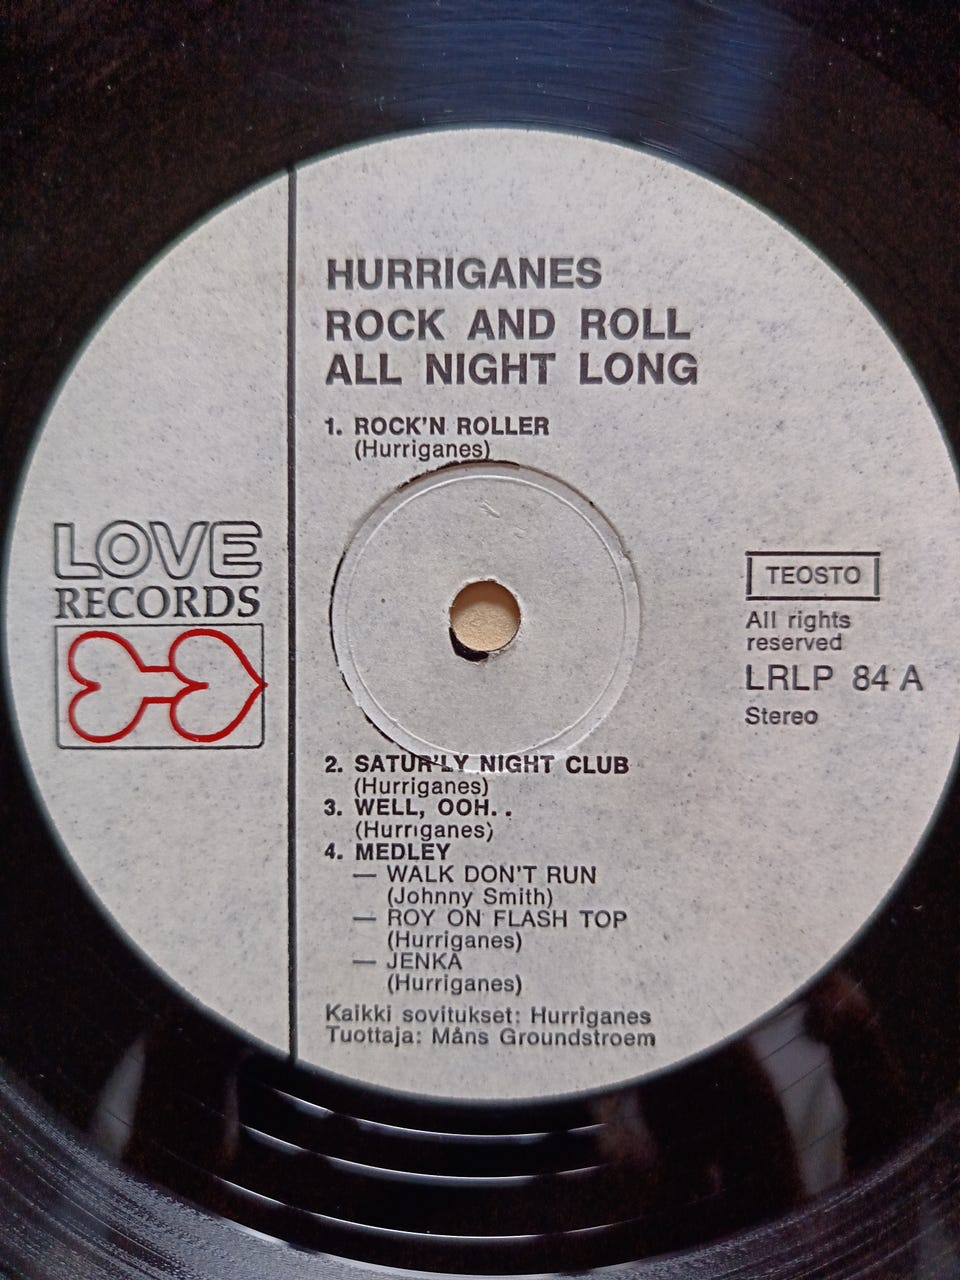 HURRIGANES
ROCK AND ROLL
ALL NIGHT LONG
1. ROCK'N ROLLER
(Hurriganes)
LOVE
RECORDS
TEOSTO
All rights
reserved
LRLP 84 A
Stereo
2. SATUR'LY NIGHT CLUB
(Hurriganes)
3. WELL, OOH. .
(Hurriganes)
4. MEDLEY
— WALK DON'T RUN
(Johnny Smith)
— ROY ON FLASH TOP
(Hurriganes)
— JENKA
(Hurriganes)
Kaikki sovitukset: Hurriganes
Tuottaja: Måns Groundstroem